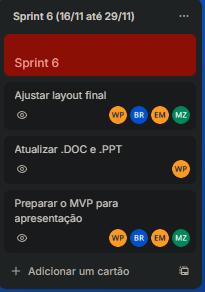 Sprint 6 (16/11 até 29/11)
Sprint 6
Ajustar layout final
WP BR EM MZ
Atualizar .DOC e .PPT
WP
Preparar o MVP para
apresentação
WP BR EM MZ
Adicionar um cartão